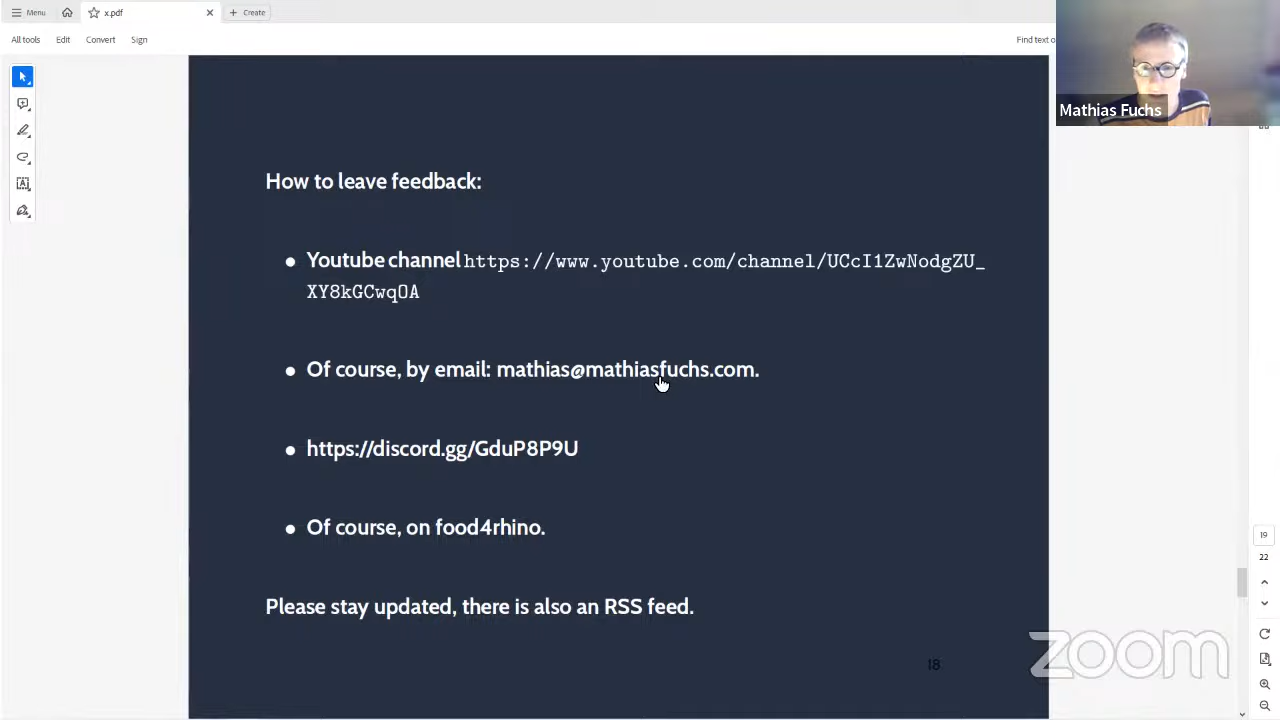 Menu
x.pdf
Create
All tools Edit Convert Sign
Find text o
Mathias Fuchs
How to leave feedback:
• Youtube channel https://www.youtube.com/channel/UCcI1ZwNodgZU_
XY8kGCwq0A
• Of course, by email: mathias@mathiasfuchs.com.
• https://discord.gg/GduP8P9U
• Of course, on food4rhino.
Please stay updated, there is also an RSS feed.
18
19
22
zoom